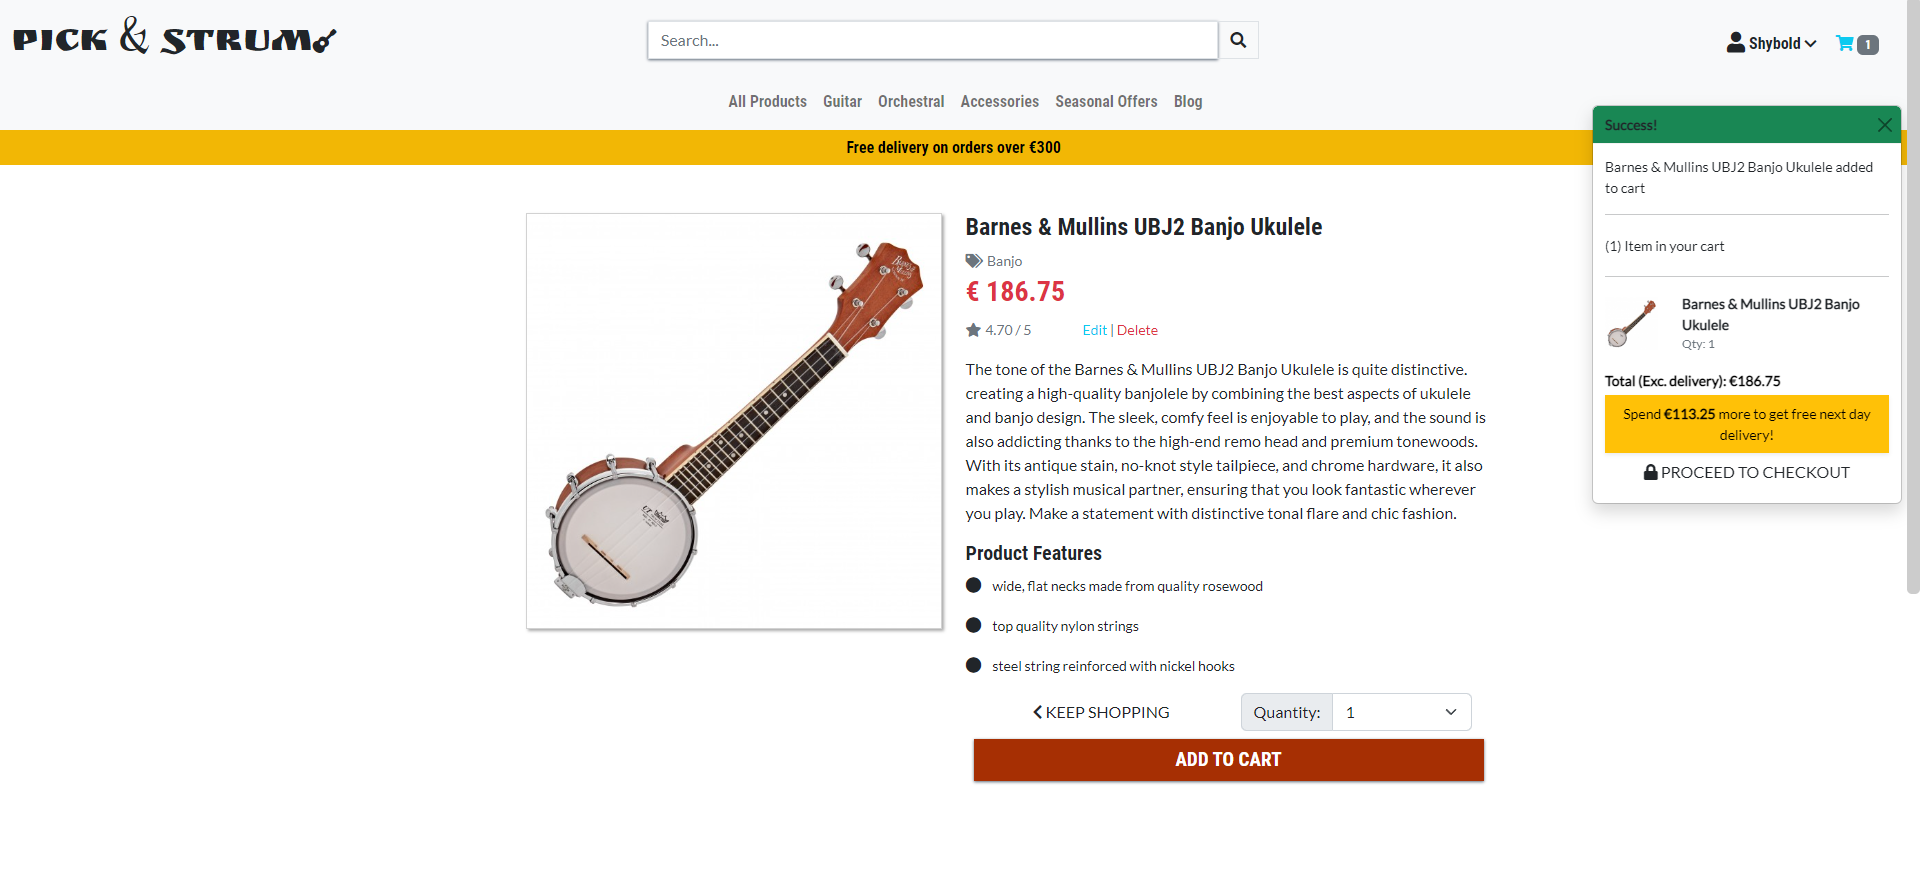 PICK & STRUM
Search...
Shybold
1
All Products Guitar Orchestral Accessories Seasonal Offers Blog
Free delivery on orders over €300
Success!
Barnes & Mullins UBJ2 Banjo Ukulele added
to cart
(1) Item in your cart
Barnes & Mullins UBJ2 Banjo
Ukulele
Qty: 1
Total (Exc. delivery): €186.75
Spend €113.25 more to get free next day
delivery!
PROCEED TO CHECKOUT
Barnes & Mullins UBJ2 Banjo Ukulele
Banjo
€ 186.75
4.70 / 5
Edit | Delete
The tone of the Barnes & Mullins UBJ2 Banjo Ukulele is quite distinctive.
creating a high-quality banjolele by combining the best aspects of ukulele
and banjo design. The sleek, comfy feel is enjoyable to play, and the sound is
also addicting thanks to the high-end remo head and premium tonewoods.
With its antique stain, no-knot style tailpiece, and chrome hardware, it also
makes a stylish musical partner, ensuring that you look fantastic wherever
you play. Make a statement with distinctive tonal flare and chic fashion.
Product Features
wide, flat necks made from quality rosewood
top quality nylon strings
steel string reinforced with nickel hooks
KEEP SHOPPING
Quantity: 1
ADD TO CART